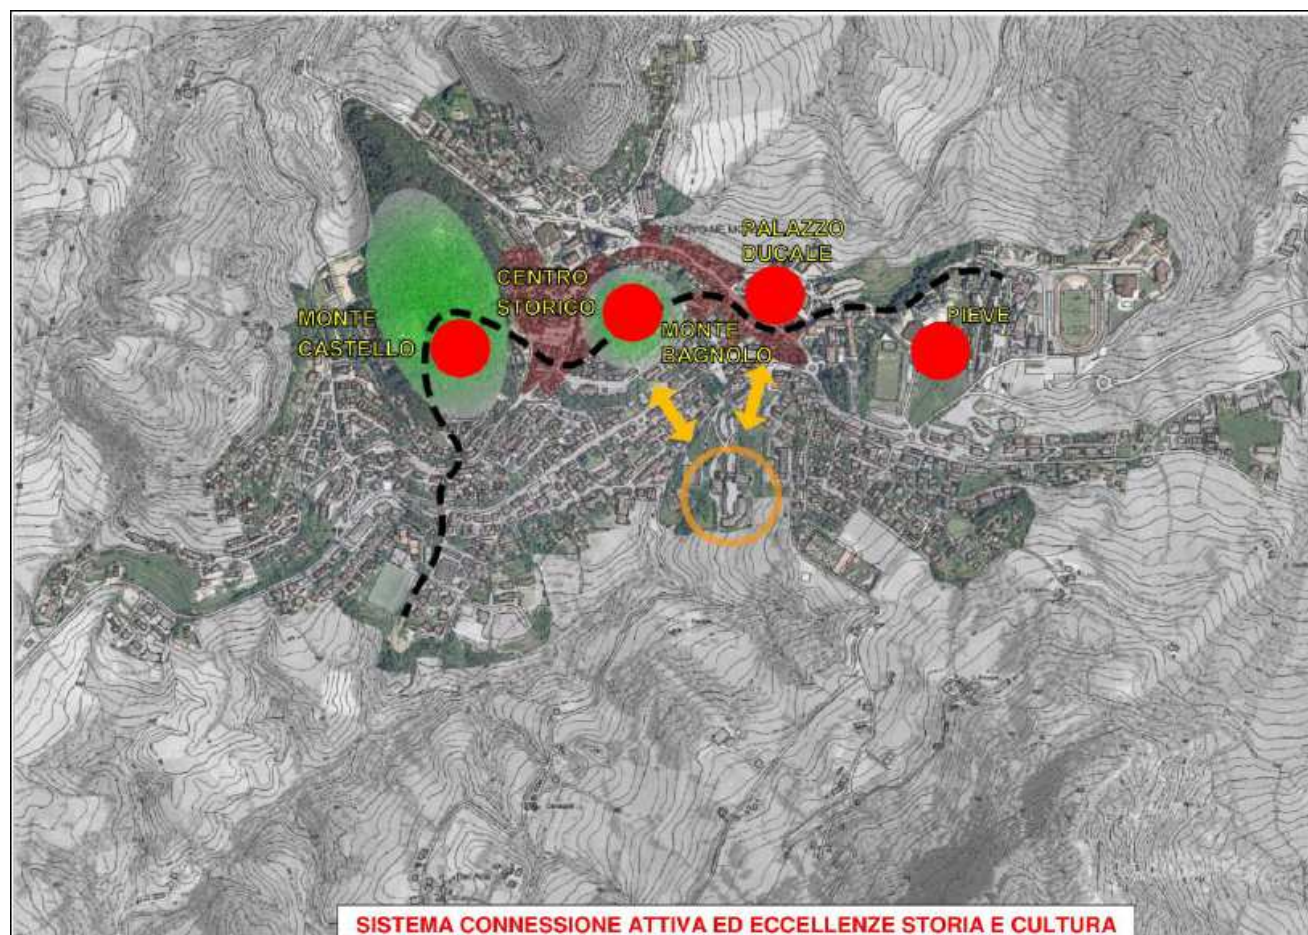 PALAZZO
DUCALE
CENTRO
STORICO
MONTE
CASTELLO
MONTE
BAGNOLO
PIEVE
SISTEMA CONNESSIONE ATTIVA ED ECCELLENZE STORIA E CULTURA